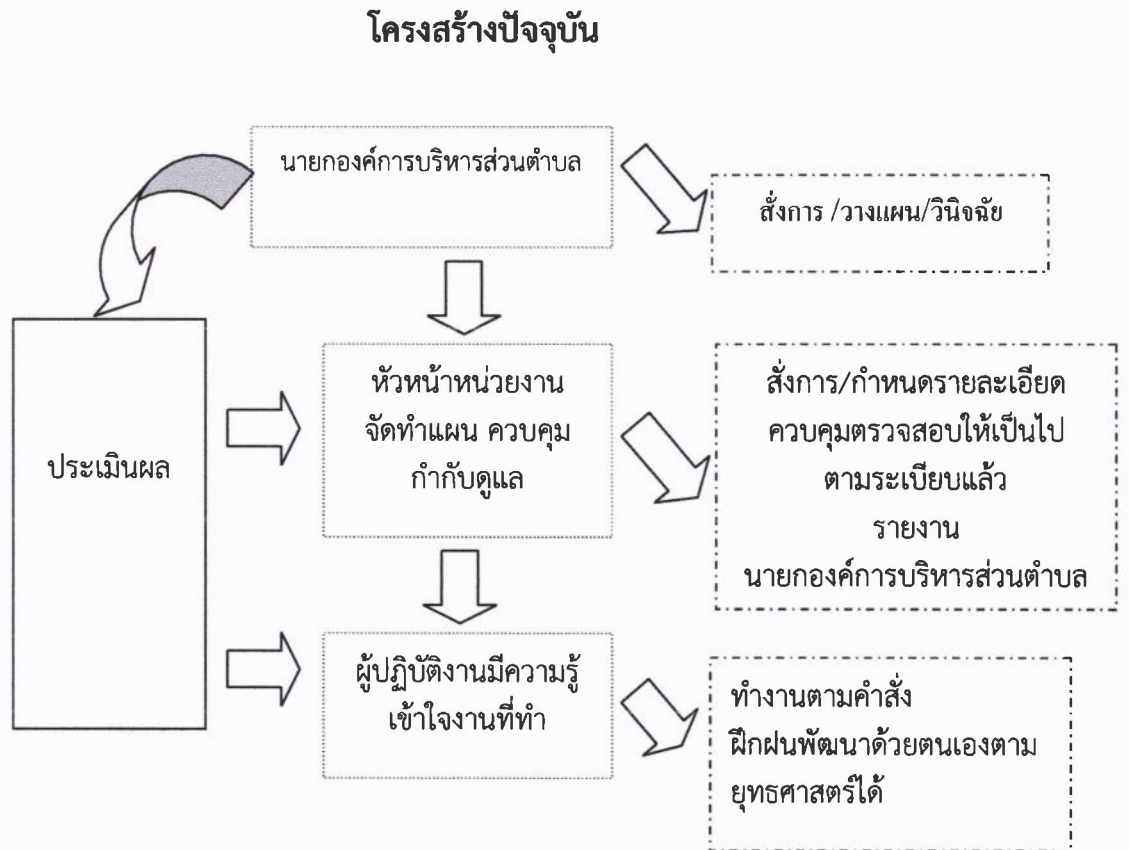 โครงสร้างปัจจุบัน
นายกองค์การบริหารส่วนตำบล
สั่งการ /วางแผน/วินิจฉัย
ประเมินผล
หัวหน้าหน่วยงาน
จัดทำแผน ควบคุม
กำกับดูแล
สั่งการ/กำหนดรายละเอียด
ควบคุมตรวจสอบให้เป็นไป
ตามระเบียบแล้ว
รายงาน
นายกองค์การบริหารส่วนตำบล
ผู้ปฏิบัติงานมีความรู้
เข้าใจงานที่ทำ
ทำงานตามคำสั่ง
ฝึกฝนพัฒนาด้วยตนเองตาม
ยุทธศาสตร์ได้